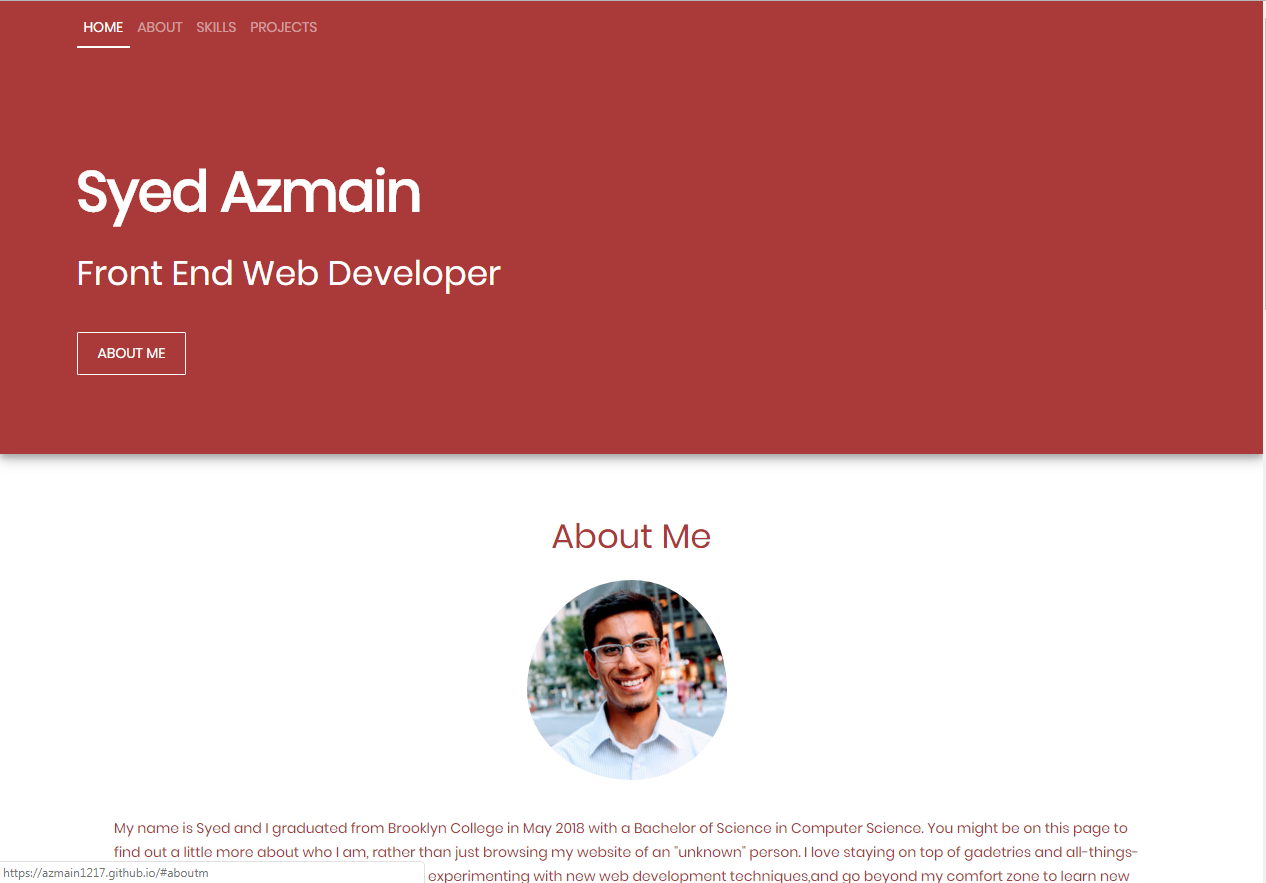 HOME ABOUT SKILLS PROJECTS
Syed Azmain
Front End Web Developer
ABOUT ME
About Me
My name is Syed and I graduated from Brooklyn College in May 2018 with a Bachelor of Science in Computer Science. You might be on this page to
find out a little more about who I am, rather than just browsing my website of an "unknown" person. I love staying on top of gadetries and all-things-
experimenting with new web development techniques,and go beyond my comfort zone to learn new
https://azmain1217.github.io/#aboutm